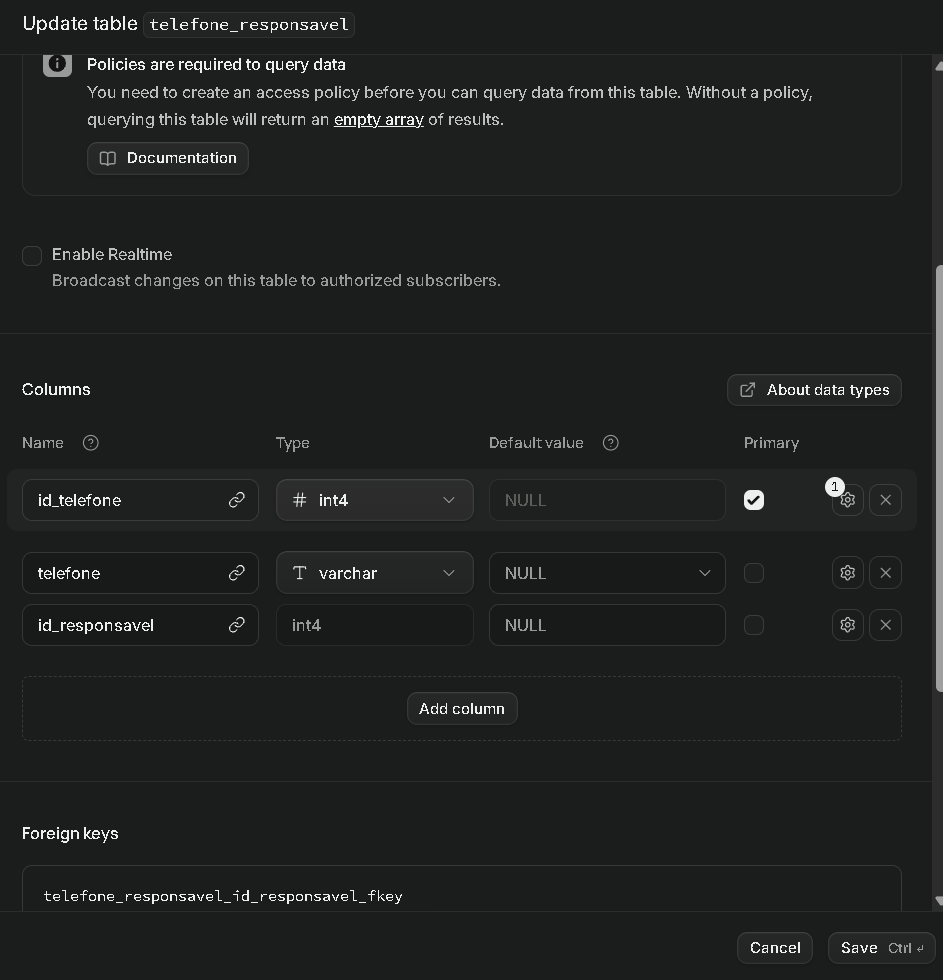 Update table telefone_responsavel
Policies are required to query data
You need to create an access policy before you can query data from this table. Without a policy,
querying this table will return an empty array of results.
Documentation
Enable Realtime
Broadcast changes on this table to authorized subscribers.
Columns
About data types
Name Type Default value Primary
id_telefone int4 NULL 1
telefone varchar NULL
id_responsavel int4 NULL
Add column
Foreign keys
telefone_responsavel_id_responsavel_fkey
Cancel Save Ctrl ↵